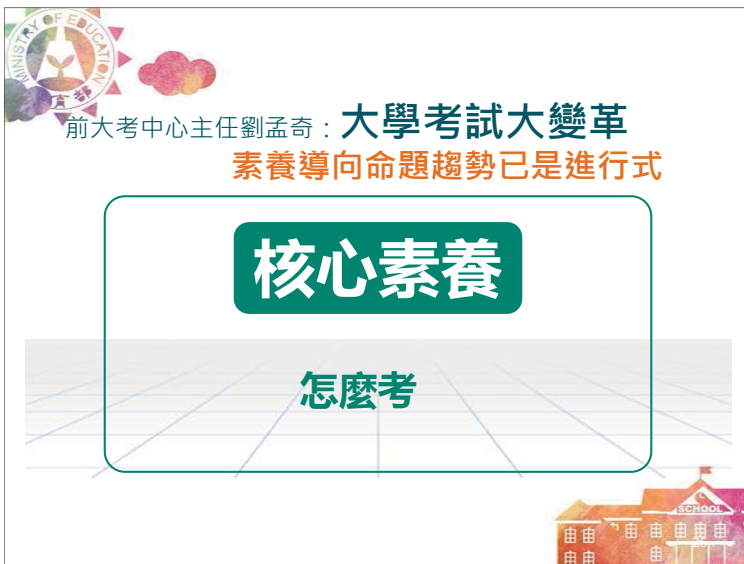 MINISTRY OF EDUCATION
育部
前大考中心主任劉孟奇：大學考試大變革
素養導向命題趨勢已是進行式
核心素養
怎麼考
SCHOOL